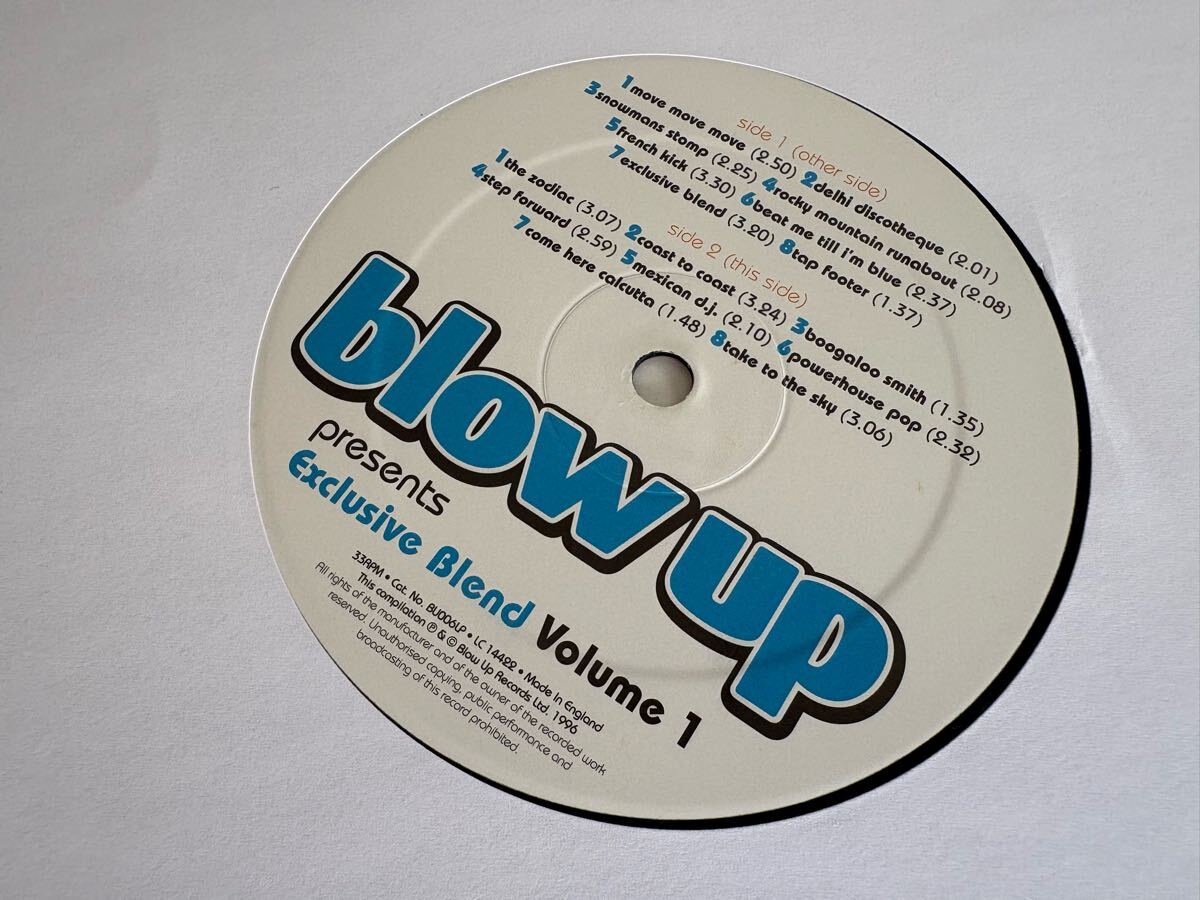 side 1 (other side)
1move move move (2.50) 2delhi discotheque (2.01)
3snowmans stomp (2.25) 4rocky mountain runabout (2.08)
5french kick (3.30) 6beat me till i'm blue (2.37)
7exclusive blend (3.20) 8tap footer (1.37)
side 2 (this side)
1the zodiac (3.07) 2coast to coast (3.24) 3boogaloo smith (1.35)
4step forward (2.59) 5mexican d.j. (2.10) 6powerhouse pop (2.32)
7come here calcutta (1.48) 8take to the sky (3.06)
blow up
presents
Exclusive Blend Volume 1
33RPM • Cat. No. BU006LP • LC 14422 • Made in England
This compilation ℗ & © Blow Up Records Ltd. 1996
All rights of the manufacturer and of the owner of the recorded work
reserved. Unauthorised copying, public performance and
broadcasting of this record prohibited.